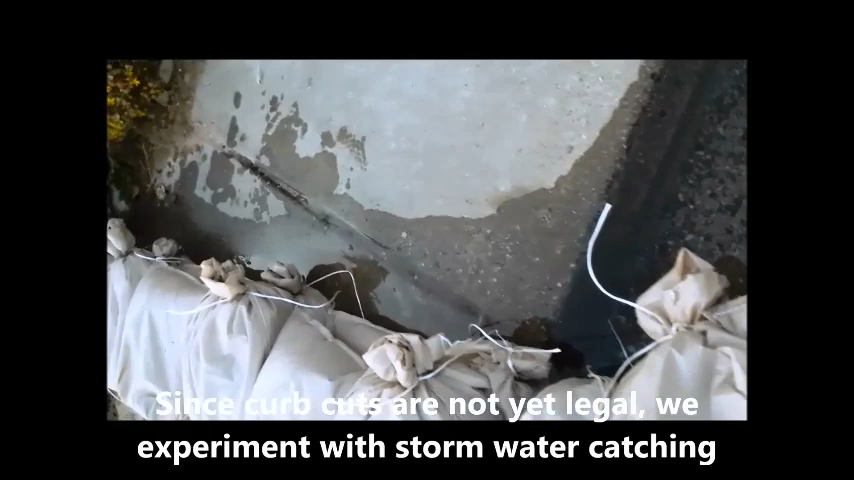 Since curb cuts are not yet legal, we
experiment with storm water catching